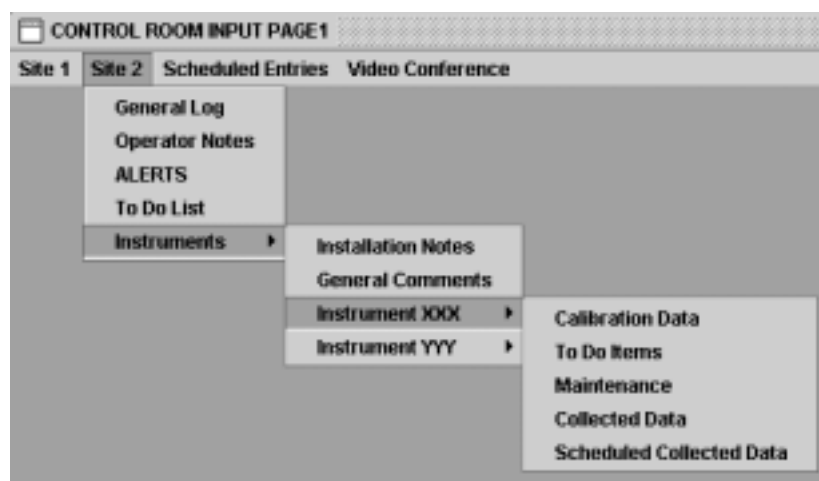 CONTROL ROOM INPUT PAGE1
Site 1 Site 2 Scheduled Entries Video Conference
General Log
Operator Notes
ALERTS
To Do List
Instruments
Installation Notes
General Comments
Instrument XXX
Instrument YYY
Calibration Data
To Do Items
Maintenance
Collected Data
Scheduled Collected Data